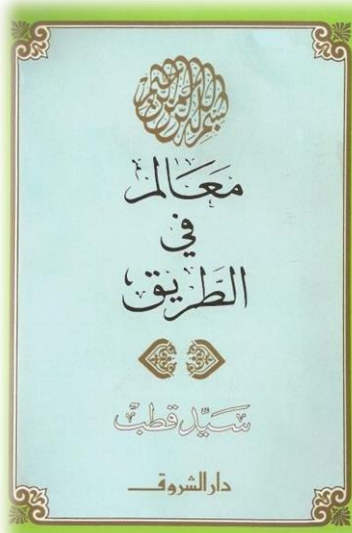 بسم الله الرحمن الرحيم
معالم
في
الطريق
سيد قطب
دار الشروق